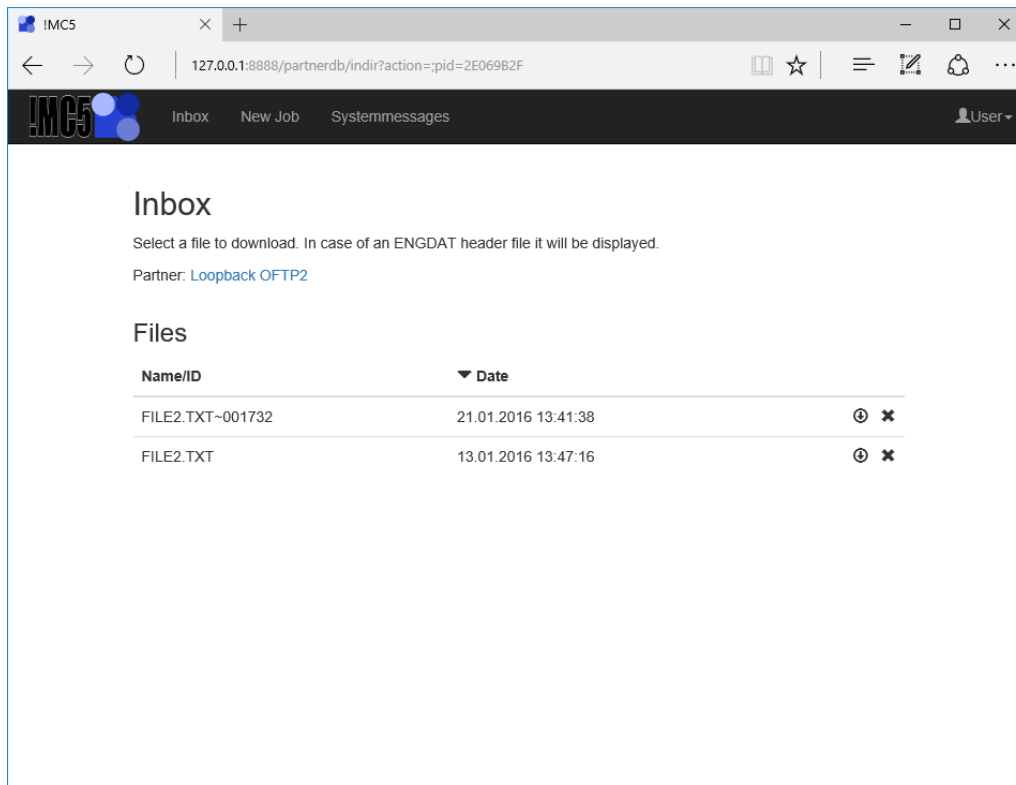 !MC5
127.0.0.1:8888/partnerdb/indir?action=;pid=2E069B2F
!MC5 Inbox New Job Systemmessages User
Inbox
Select a file to download. In case of an ENGDAT header file it will be displayed.
Partner: Loopback OFTP2
Files
Name/ID Date
FILE2.TXT~001732 21.01.2016 13:41:38
FILE2.TXT 13.01.2016 13:47:16